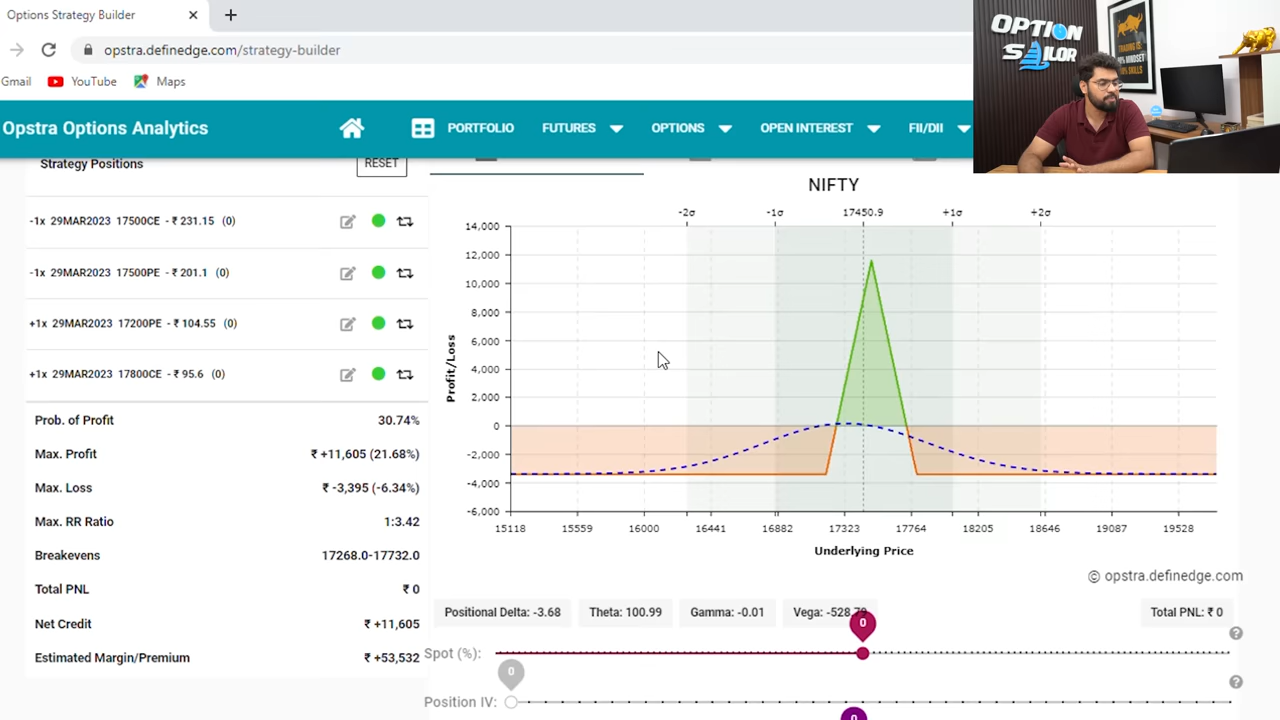 Options Strategy Builder
opstra.definedge.com/strategy-builder
Gmail YouTube Maps
OPTION
SAILOR
TRADING IS
MINDSET
SKILLS
Opstra Options Analytics PORTFOLIO FUTURES OPTIONS OPEN INTEREST FII/DII
Strategy Positions RESET
-1x 29MAR2023 17500CE - ₹ 231.15 (0)
-1x 29MAR2023 17500PE - ₹ 201.1 (0)
+1x 29MAR2023 17200PE - ₹ 104.55 (0)
+1x 29MAR2023 17800CE - ₹ 95.6 (0)
Prob. of Profit 30.74%
Max. Profit ₹ +11,605 (21.68%)
Max. Loss ₹ -3,395 (-6.34%)
Max. RR Ratio 1:3.42
Breakevens 17268.0-17732.0
Total PNL ₹ 0
Net Credit ₹ +11,605
Estimated Margin/Premium ₹ +53,532
NIFTY
-2σ -1σ 17450.9 +1σ +2σ
14,000
12,000
10,000
8,000
6,000
4,000
2,000
0
-2,000
-4,000
-6,000
Profit/Loss
15118 15559 16000 16441 16882 17323 17764 18205 18646 19087 19528
Underlying Price
© opstra.definedge.com
Positional Delta: -3.68 Theta: 100.99 Gamma: -0.01 Vega: -528.79 Total PNL: ₹ 0
0
Spot (%):
0
Position IV:
0